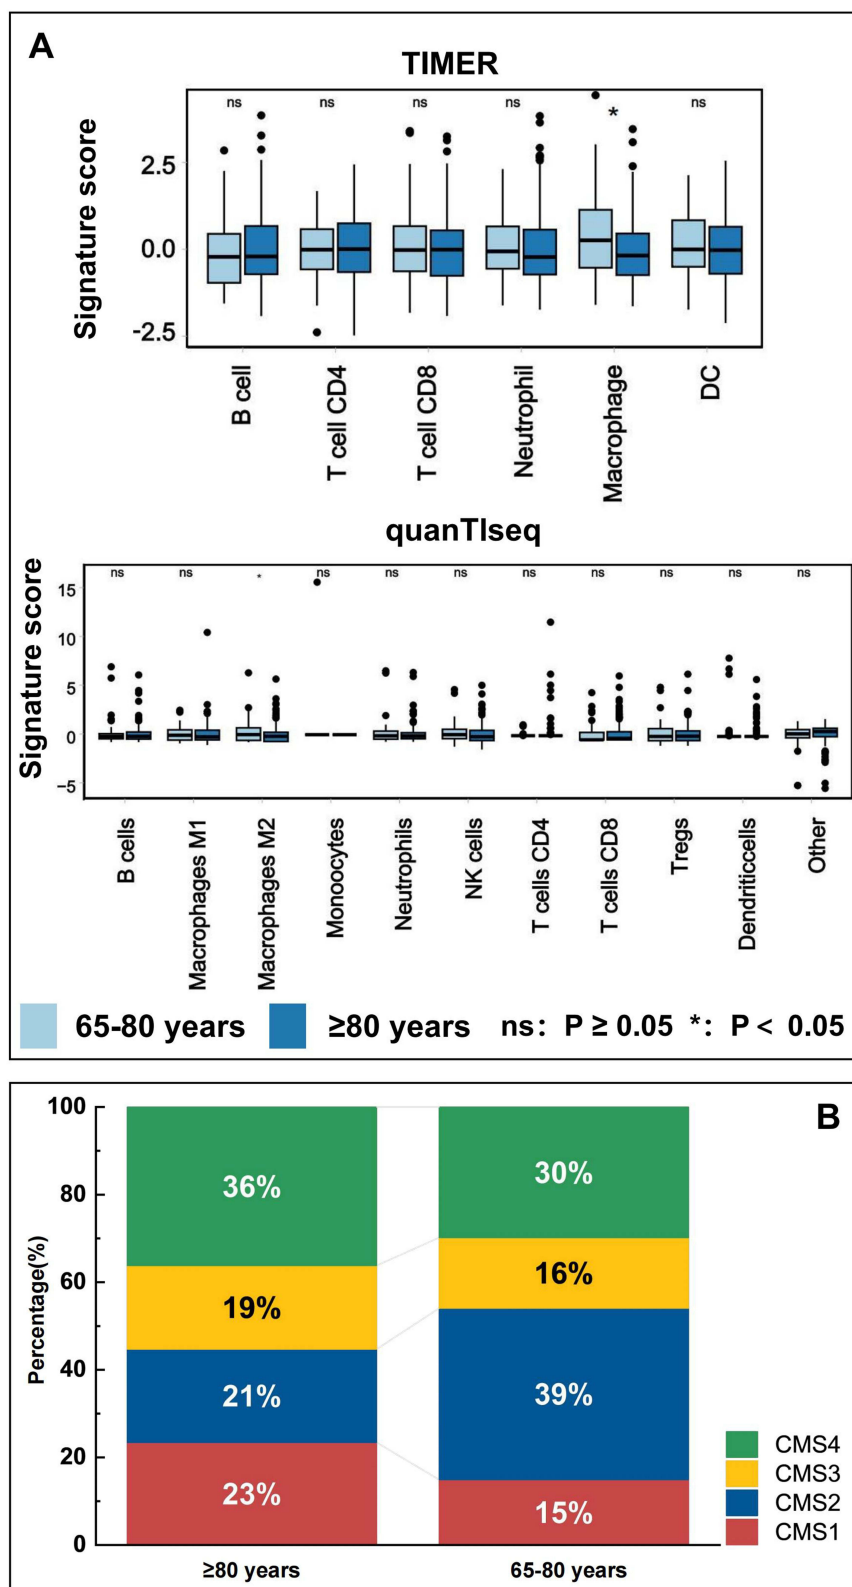 A
TIMER
Signature score
ns ns ns ns * ns
2.5
0.0
-2.5
B cell
T cell CD4
T cell CD8
Neutrophil
Macrophage
DC
quanTIseq
Signature score
ns ns * ns ns ns ns ns ns ns ns
15
10
5
0
−5
B cells
Macrophages M1
Macrophages M2
Monoocytes
Neutrophils
NK cells
T cells CD4
T cells CD8
Tregs
Dendriticcells
Other
65-80 years ≥80 years ns: P ≥ 0.05 *: P < 0.05
B
Percentage(%)
100
80
60
40
20
0
36%
19%
21%
23%
30%
16%
39%
15%
CMS4
CMS3
CMS2
CMS1
≥80 years 65-80 years